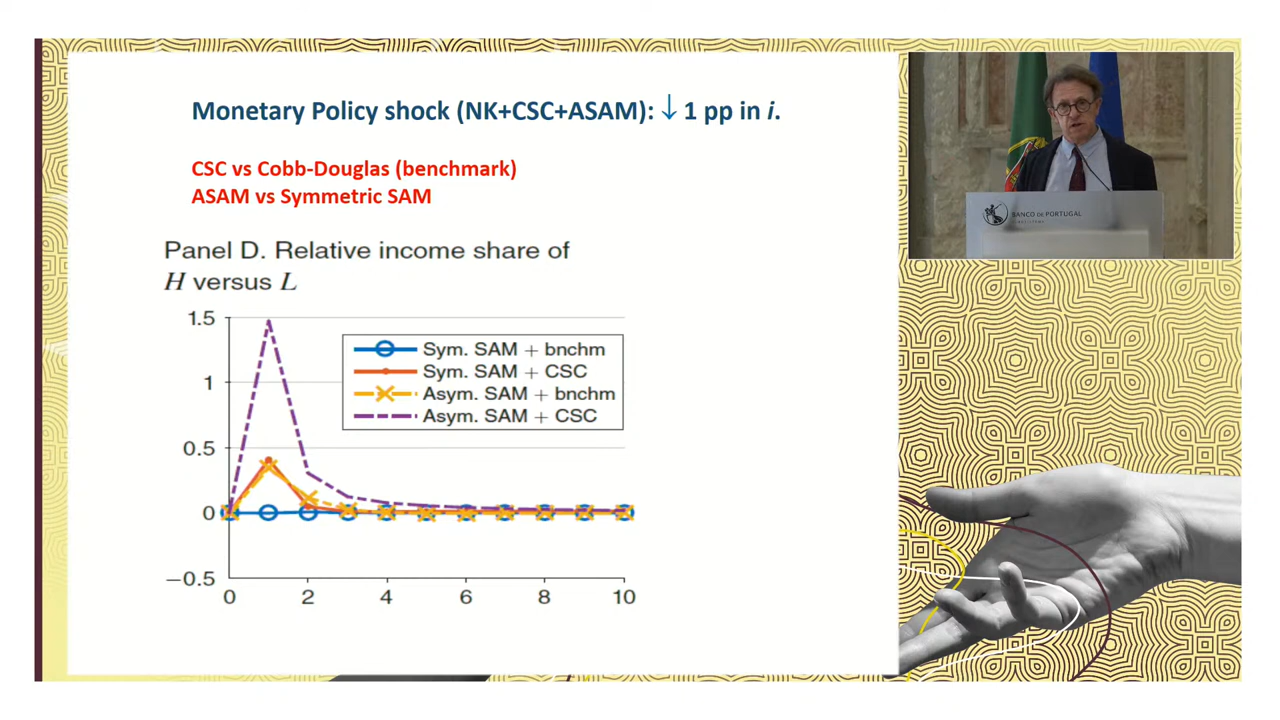 Monetary Policy shock (NK+CSC+ASAM): ↓ 1 pp in i.
CSC vs Cobb-Douglas (benchmark)
ASAM vs Symmetric SAM
Panel D. Relative income share of
H versus L
1.5
1
0.5
0
−0.5
0 2 4 6 8 10
Sym. SAM + bnchm
Sym. SAM + CSC
Asym. SAM + bnchm
Asym. SAM + CSC
BANCO DE PORTUGAL